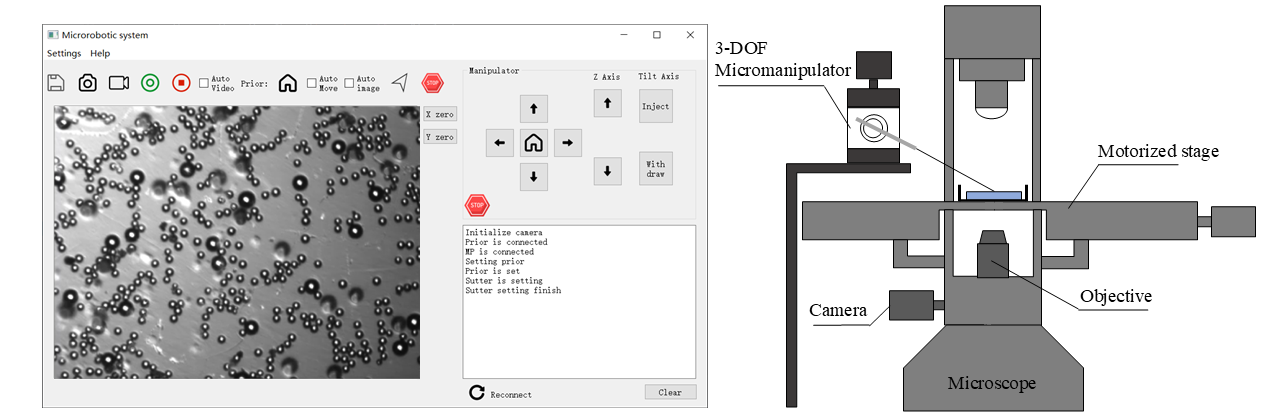 Microrobotic system
Settings Help
Auto
Video
Prior:
Auto
Move
Auto
image
STOP
X zero
Y zero
Manipulator
Z Axis
Tilt Axis
Inject
With
draw
STOP
Initialize camera
Prior is connected
MP is connected
Setting prior
Prior is set
Sutter is setting
Sutter setting finish
Reconnect
Clear
3-DOF
Micromanipulator
Motorized stage
Objective
Camera
Microscope